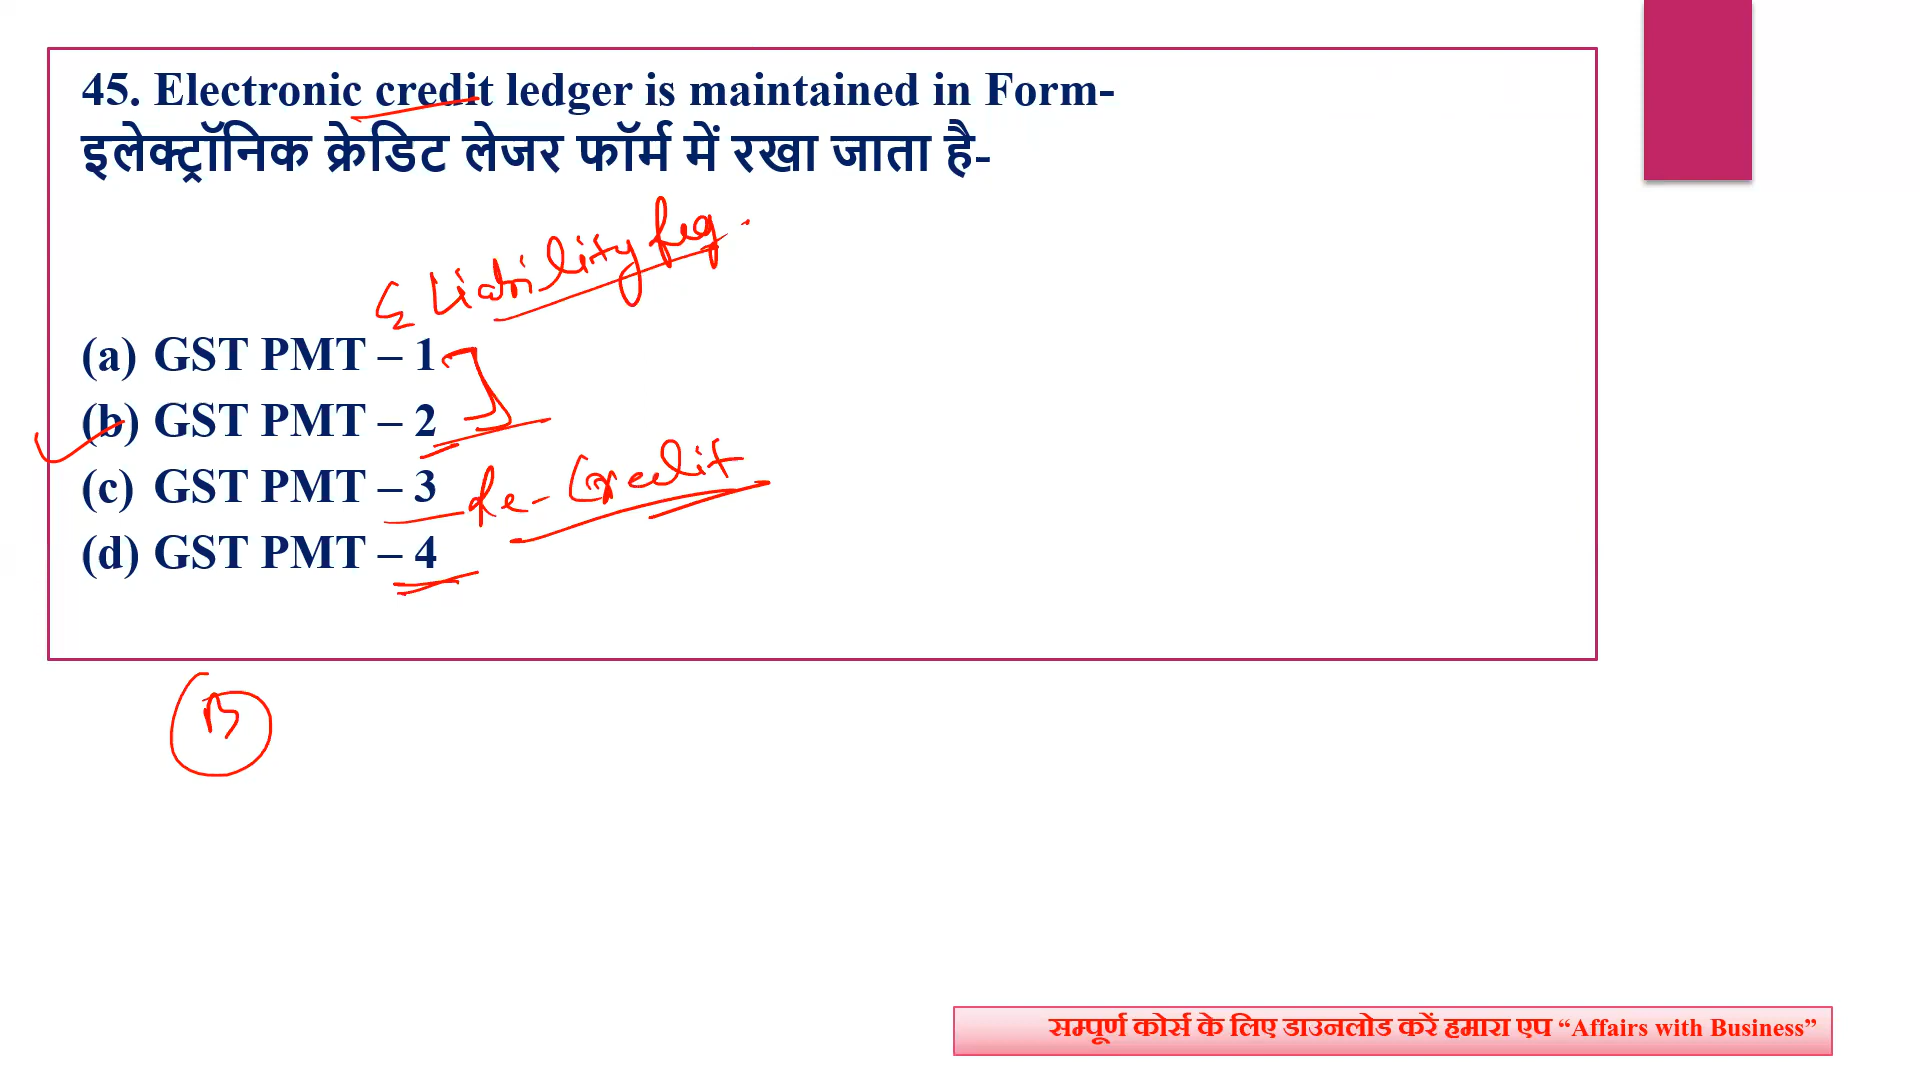 45. Electronic credit ledger is maintained in Form-
इलेक्ट्रॉनिक क्रेडिट लेजर फॉर्म में रखा जाता है-
E liability Reg.
(a) GST PMT – 1
(b) GST PMT – 2
(c) GST PMT – 3 Re-Credit
(d) GST PMT – 4
B
सम्पूर्ण कोर्स के लिए डाउनलोड करें हमारा एप “Affairs with Business”